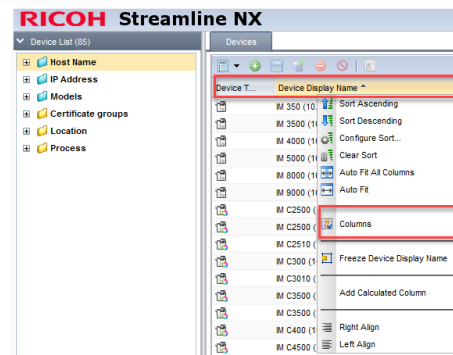 RICOH Streamline NX
Device List (85)
Devices
Host Name
IP Address
Models
Certificate groups
Location
Process
Device T...
Device Display Name
IM 350 (10.
IM 3500 (10
IM 4000 (10
IM 5000 (10
IM 8000 (10
IM 9000 (10
IM C2500 (
IM C2500 (
IM C2510 (
IM C300 (10
IM C3010 (
IM C3500 (
IM C3500 (
IM C400 (10
IM C4500 (
Sort Ascending
Sort Descending
Configure Sort...
Clear Sort
Auto Fit All Columns
Auto Fit
Columns
Freeze Device Display Name
Add Calculated Column
Right Align
Left Align